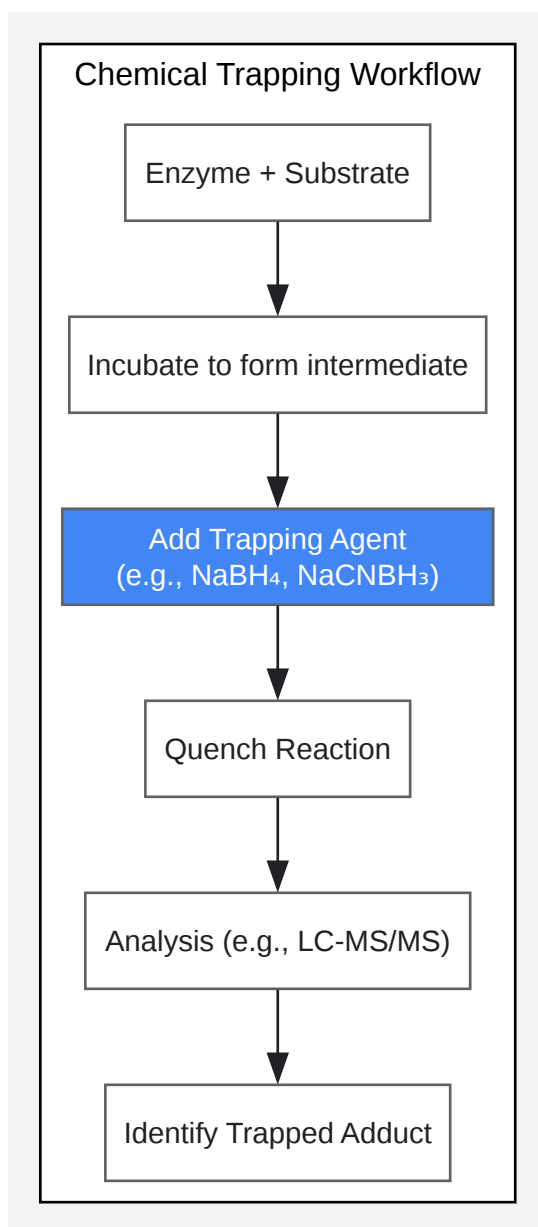 Chemical Trapping Workflow
Enzyme + Substrate
Incubate to form intermediate
Add Trapping Agent
(e.g., NaBH₄, NaCNBH₃)
Quench Reaction
Analysis (e.g., LC-MS/MS)
Identify Trapped Adduct